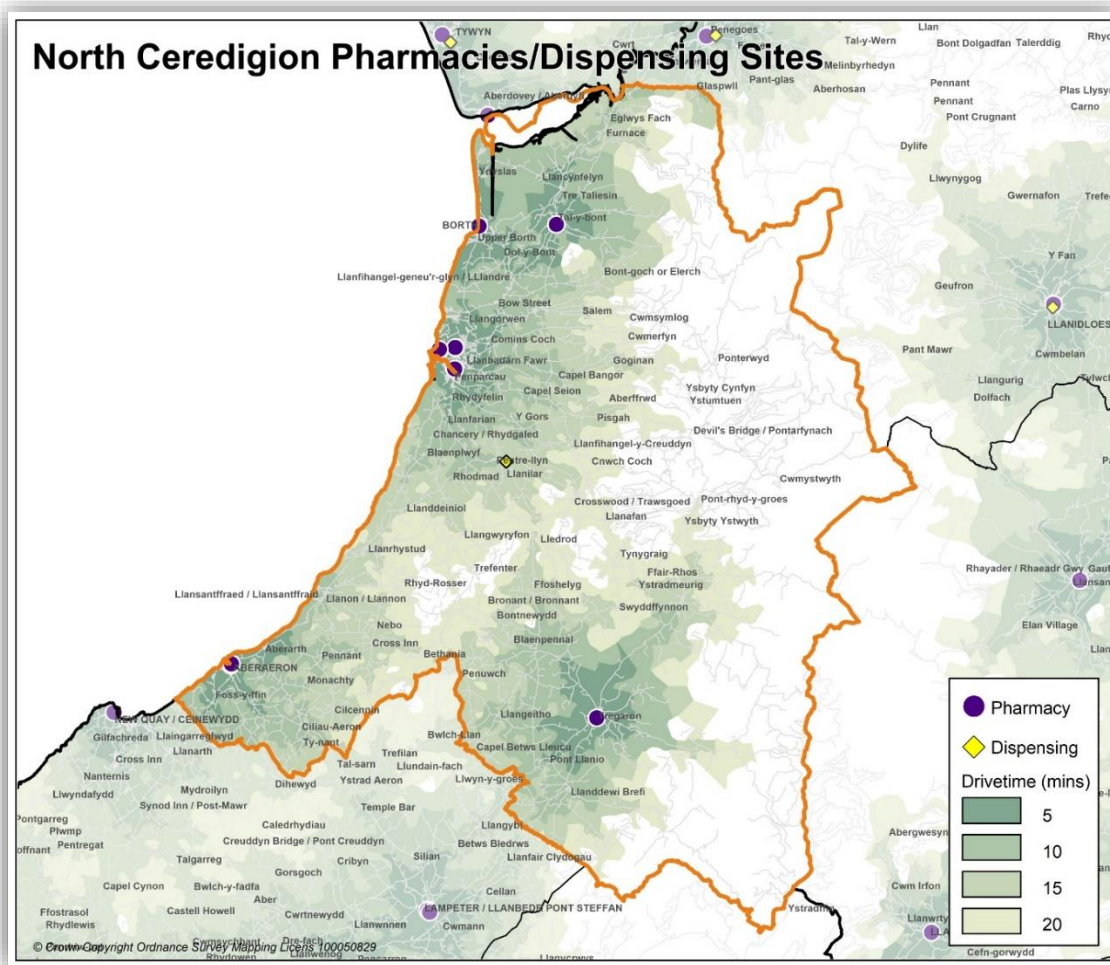 North Ceredigion Pharmacies/Dispensing Sites
TYWYN
Penegoes
Cwrt
Llan
Tal-y-Wern
Bont Dolgadfan
Talerddig
Melinbyrhedyn
Glaspwll
Pant-glas
Aberhosan
Pennant
Plas Llysyn
Pennant
Carno
Pont Crugnant
Eglwys Fach
Furnace
Dylife
Llwynygog
Gwernafon
Ynyslas
Llancynfelyn
Tre Taliesin
Tal-y-bont
Upper Borth
Dol-y-Bont
Y Fan
Llanfihangel-geneu'r-glyn / LLlandre
Bont-goch or Elerch
Geufron
Bow Street
Salem
Llangorwen
Cwmsymlog
Cwmerfyn
LLANIDLOES
Comins Coch
Llanbadarn Fawr
Goginan
Ponterwyd
Pant Mawr
Cwmbelan
Penparcau
Capel Bangor
Llangurig
Rhydyfelin
Capel Seion
Aberffrwd
Ysbyty Cynfyn
Ystumtuen
Dolfach
Llanfarian
Y Gors
Pisgah
Chancery / Rhydgaled
Devil's Bridge / Pontarfynach
Blaenplwyf
Llanfihangel-y-Creuddyn
Cnwch Coch
Rhodmad
Llanilar
Cwmystwyth
Llanddeiniol
Crosswood / Trawsgoed
Pont-rhyd-y-groes
Llanafan
Ysbyty Ystwyth
Llangwyryfon
Lledrod
Llanrhystud
Tynygraig
Trefenter
Ffair-Rhos
Rhayader / Rhaeadr Gwy
Rhyd-Rosser
Ffoshelyg
Ystradmeurig
Llansantffraed / Llansantffraid
Llanon / Llannon
Bronant / Bronnant
Swyddffynnon
Bontnewydd
Elan Village
Nebo
Cross Inn
Blaenpennal
Aberarth
Pennant
Bethania
ABERAERON
Penuwch
Monachty
Foss-y-ffin
Cilcenpin
Llangeitho
Tregaron
NEW QUAY / CEINEWYDD
Ciliau-Aeron
Gilfachreda
Llaingarreglwyd
Ty-nant
Bwlch-Llan
Llanarth
Capel Betws Lleucu
Cross Inn
Trefilan
Pont Llanio
Tal-sarn
Llundain-fach
Nanternis
Dihewyd
Ystrad Aeron
Llwyn-y-groes
Mydroilyn
Llanddewi Brefi
Llwyndafydd
Synod Inn / Post-Mawr
Temple Bar
Pontgarreg
Caledrhydiau
Llangybi
Abergwesyn
Plwmp
Creuddyn Bridge / Pont Creuddyn
Betws Bledrws
Pentregat
Talgarreg
Cribyn
Silian
Llanfair Clydogau
Gorsgoch
Capel Cynon
Bwlch-y-fadfa
Cwm Irfon
Aber
Cellan
Ffostrasol
Castell Howell
Cwrtnewydd
LAMPETER / LLANBEDR PONT STEFFAN
Rhydlewis
Llanwnnen
Cwmann
Rhydowen
Llanwenog
Llanycrwys
Cefn-gorwydd
Pharmacy
Dispensing
Drivetime (mins)
5
10
15
20
© Crown Copyright Ordnance Survey Mapping Licens 100050829